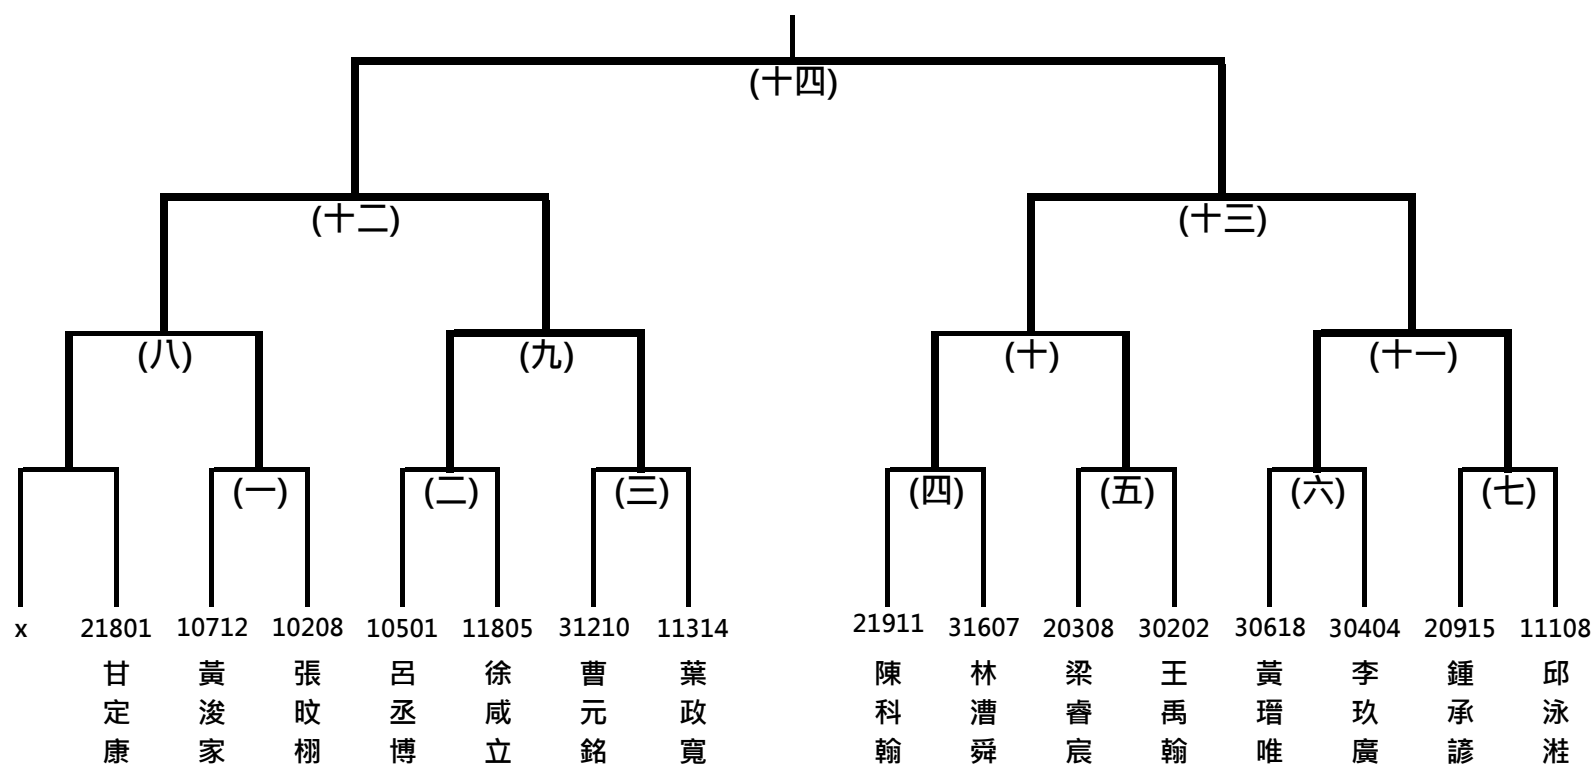 (十四)
(十二)
(十三)
(八)
(九)
(十)
(十一)
(一)
(二)
(三)
(四)
(五)
(六)
(七)
x
21801
10712
10208
10501
11805
31210
11314
21911
31607
20308
30202
30618
30404
20915
11108
甘定康
黃浚家
張旼栩
呂丞博
徐咸立
曹元銘
葉政寬
陳科翰
林漕舜
梁睿宸
王禹翰
黃瑨唯
李玖廣
鍾承諺
邱泳溎